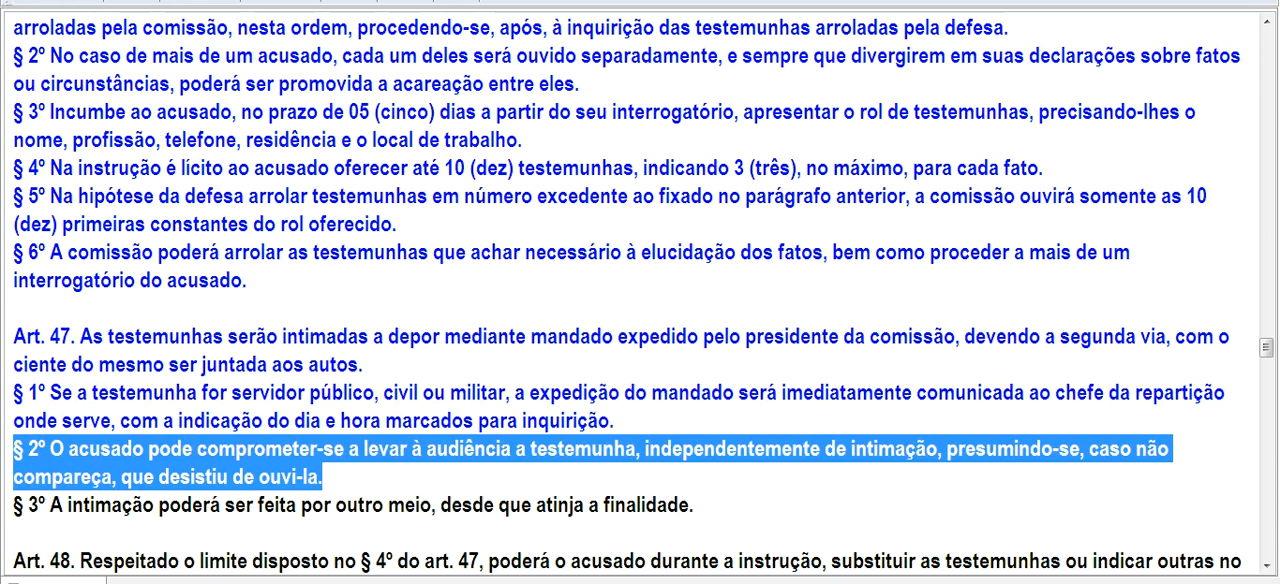 arroladas pela comissão, nesta ordem, procedendo-se, após, à inquirição das testemunhas arroladas pela defesa.
§ 2º No caso de mais de um acusado, cada um deles será ouvido separadamente, e sempre que divergirem em suas declarações sobre fatos
ou circunstâncias, poderá ser promovida a acareação entre eles.
§ 3º Incumbe ao acusado, no prazo de 05 (cinco) dias a partir do seu interrogatório, apresentar o rol de testemunhas, precisando-lhes o
nome, profissão, telefone, residência e o local de trabalho.
§ 4º Na instrução é lícito ao acusado oferecer até 10 (dez) testemunhas, indicando 3 (três), no máximo, para cada fato.
§ 5º Na hipótese da defesa arrolar testemunhas em número excedente ao fixado no parágrafo anterior, a comissão ouvirá somente as 10
(dez) primeiras constantes do rol oferecido.
§ 6º A comissão poderá arrolar as testemunhas que achar necessário à elucidação dos fatos, bem como proceder a mais de um
interrogatório do acusado.
Art. 47. As testemunhas serão intimadas a depor mediante mandado expedido pelo presidente da comissão, devendo a segunda via, com o
ciente do mesmo ser juntada aos autos.
§ 1º Se a testemunha for servidor público, civil ou militar, a expedição do mandado será imediatamente comunicada ao chefe da repartição
onde serve, com a indicação do dia e hora marcados para inquirição.
§ 2º O acusado pode comprometer-se a levar à audiência a testemunha, independentemente de intimação, presumindo-se, caso não
compareça, que desistiu de ouvi-la.
§ 3º A intimação poderá ser feita por outro meio, desde que atinja a finalidade.
Art. 48. Respeitado o limite disposto no § 4º do art. 47, poderá o acusado durante a instrução, substituir as testemunhas ou indicar outras no